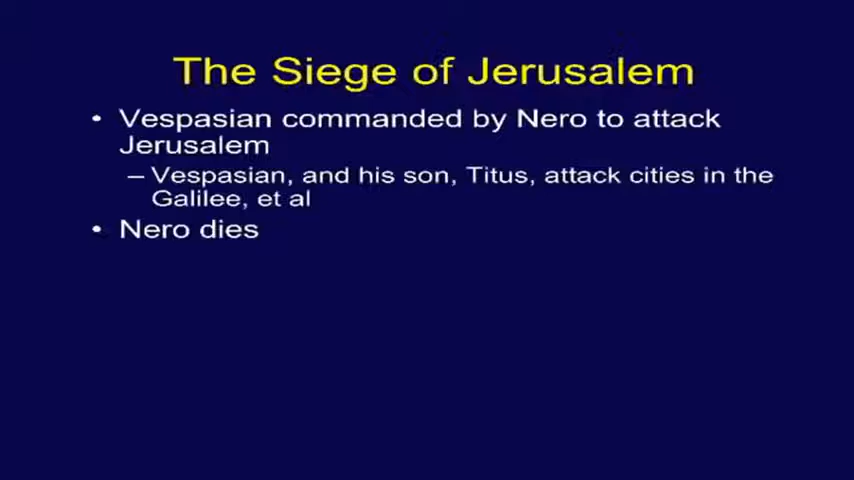 The Siege of Jerusalem
• Vespasian commanded by Nero to attack
Jerusalem
– Vespasian, and his son, Titus, attack cities in the
Galilee, et al
• Nero dies